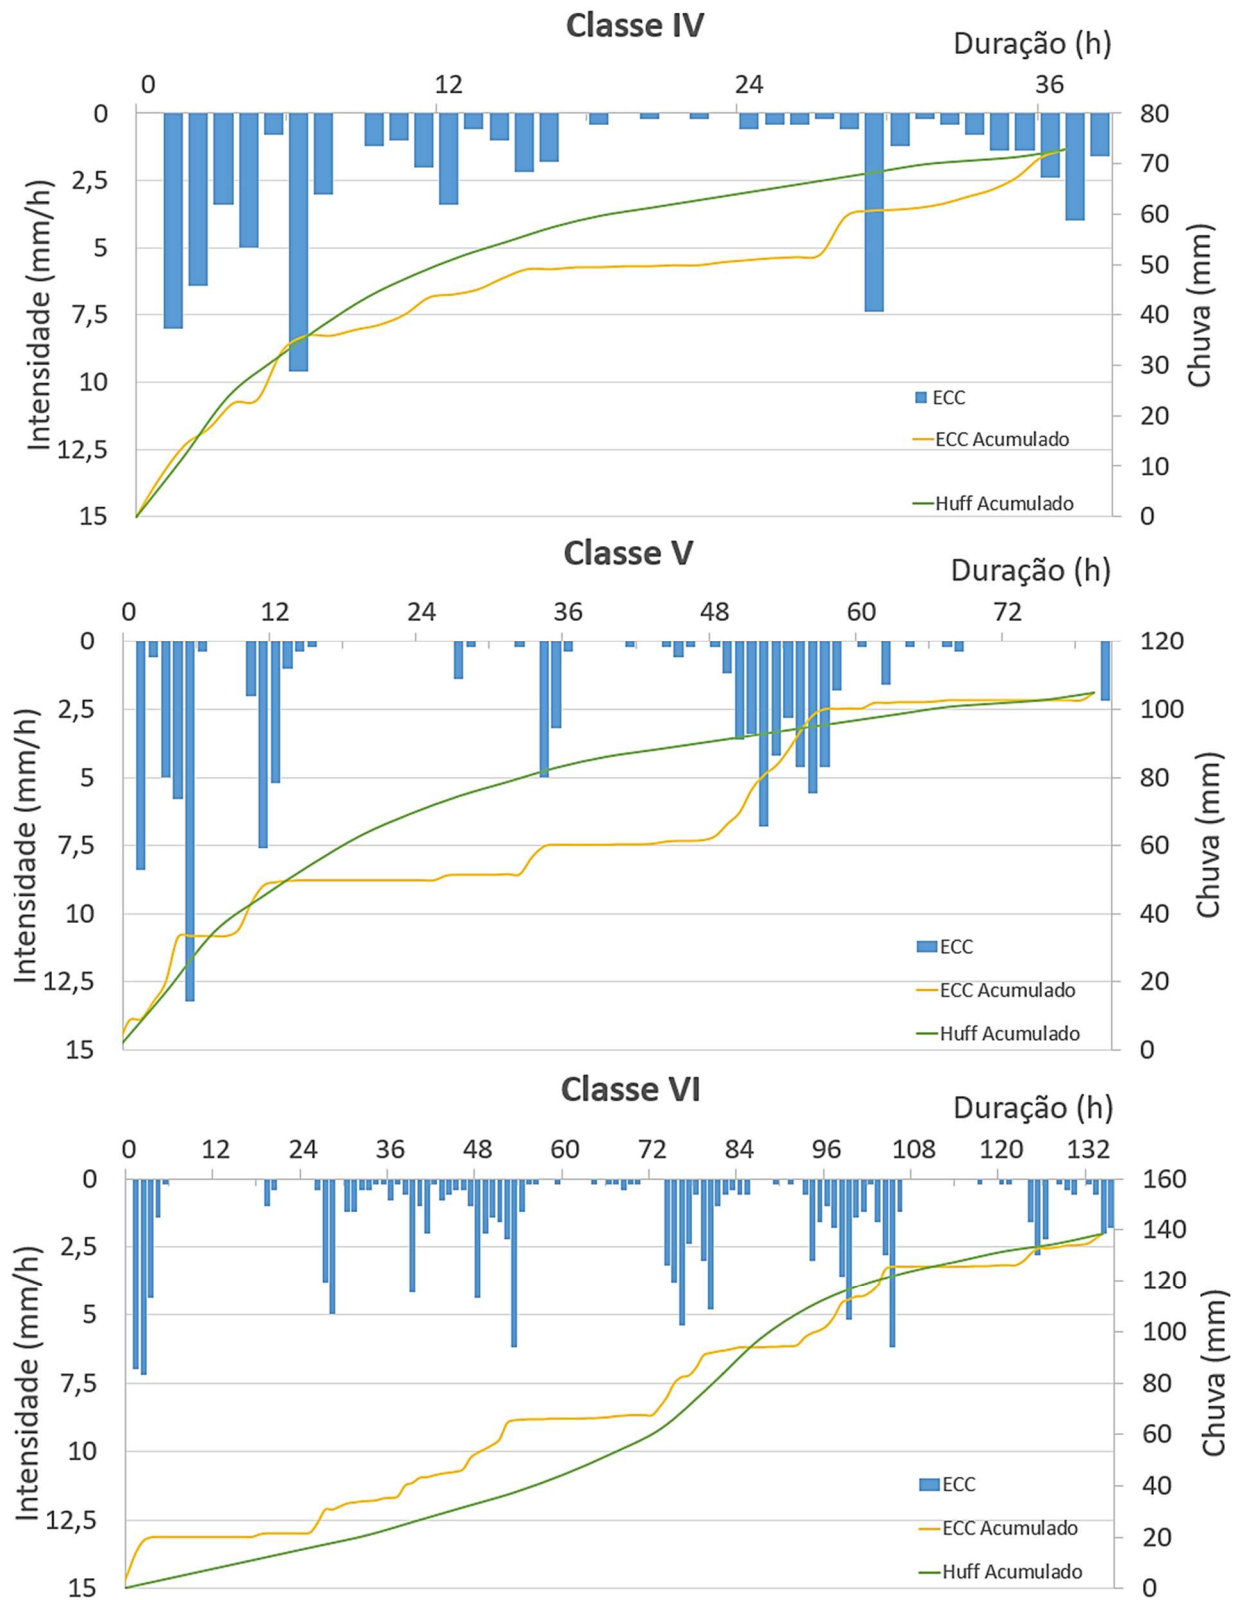 Classe IV
Duração (h)
0 12 24 36
0 80
2,5 70
60
5 50
7,5 40
10 30
20
12,5 10
15 0
Intensidade (mm/h)
Chuva (mm)
ECC
ECC Acumulado
Huff Acumulado
Classe V
Duração (h)
0 12 24 36 48 60 72
0 120
2,5 100
5 80
7,5 60
10 40
12,5 20
15 0
Intensidade (mm/h)
Chuva (mm)
ECC
ECC Acumulado
Huff Acumulado
Classe VI
Duração (h)
0 12 24 36 48 60 72 84 96 108 120 132
0 160
140
2,5 120
5 100
7,5 80
60
10 40
12,5 20
15 0
Intensidade (mm/h)
Chuva (mm)
ECC
ECC Acumulado
Huff Acumulado